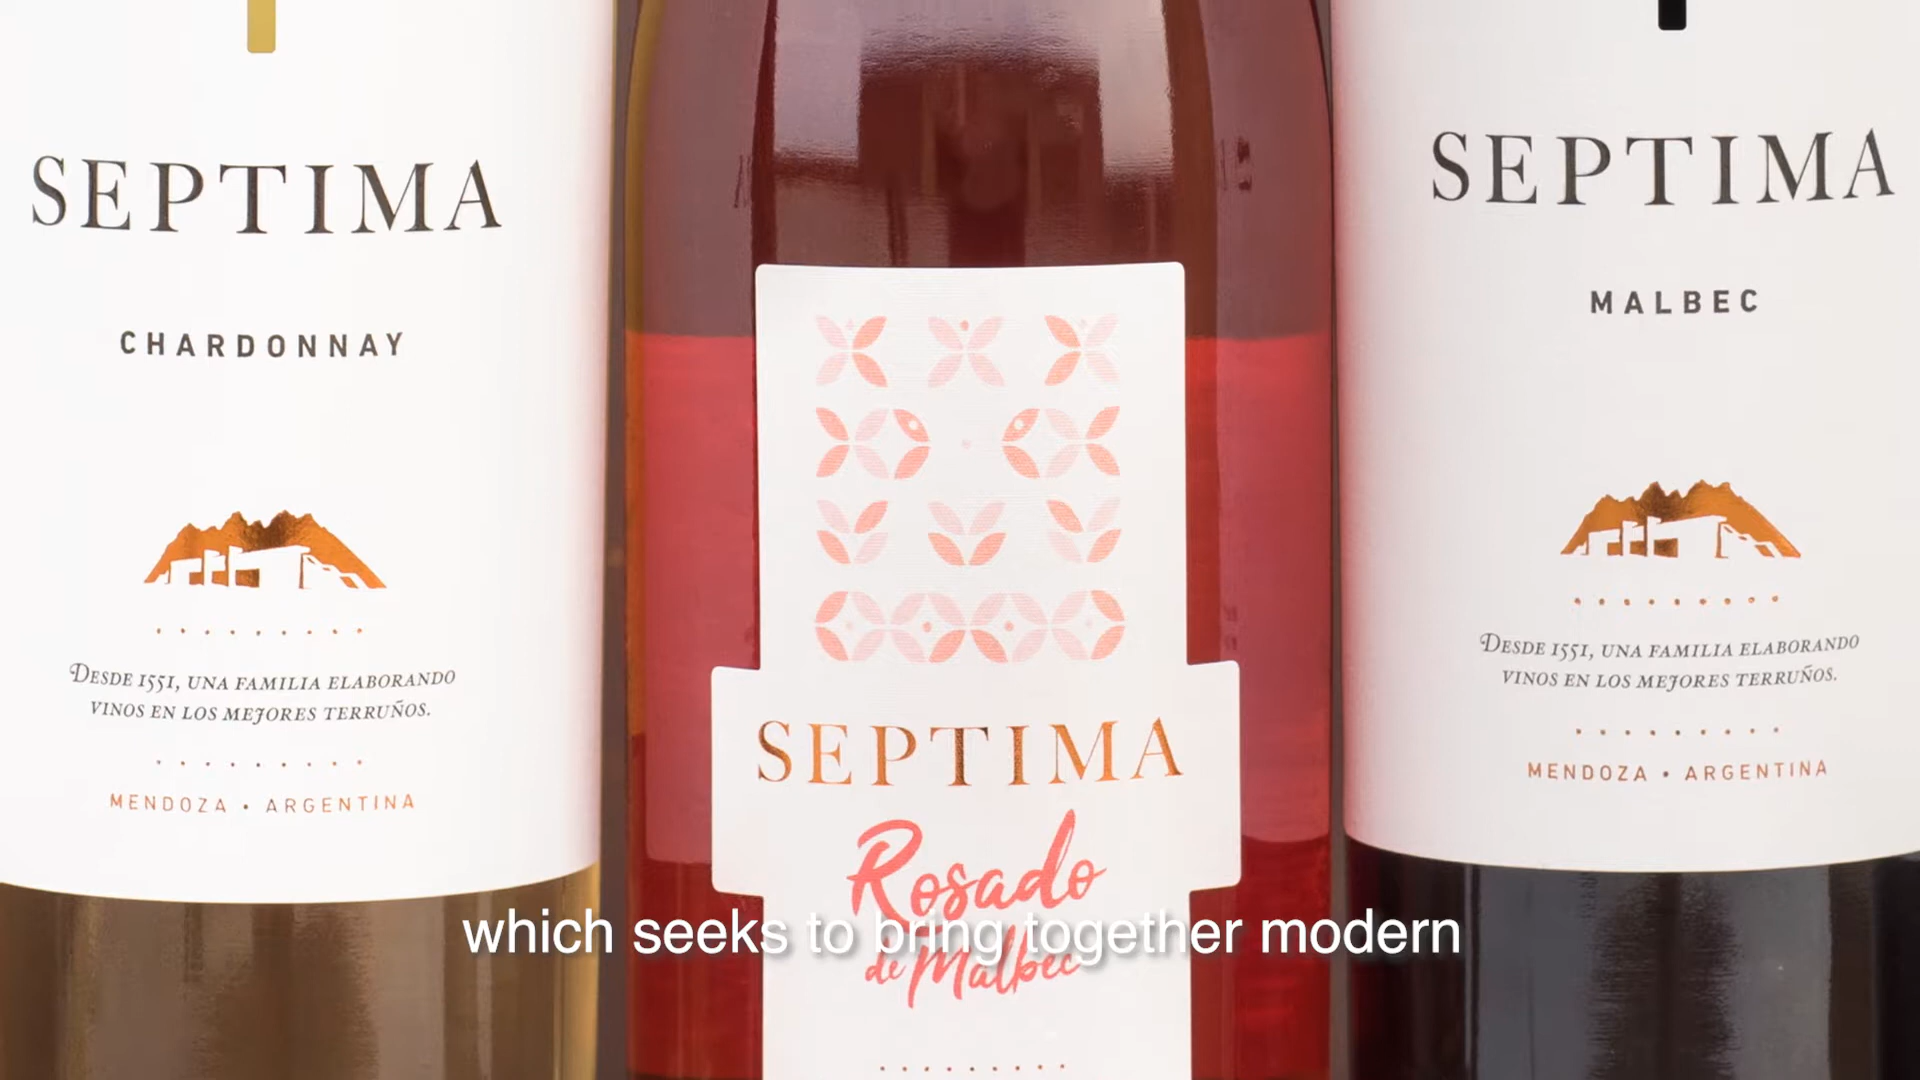 SEPTIMA
CHARDONNAY
DESDE 1551, UNA FAMILIA ELABORANDO
VINOS EN LOS MEJORES TERRUÑOS.
MENDOZA • ARGENTINA
SEPTIMA
Rosado
de Malbec
SEPTIMA
MALBEC
DESDE 1551, UNA FAMILIA ELABORANDO
VINOS EN LOS MEJORES TERRUÑOS.
MENDOZA • ARGENTINA
which seeks to bring together modern